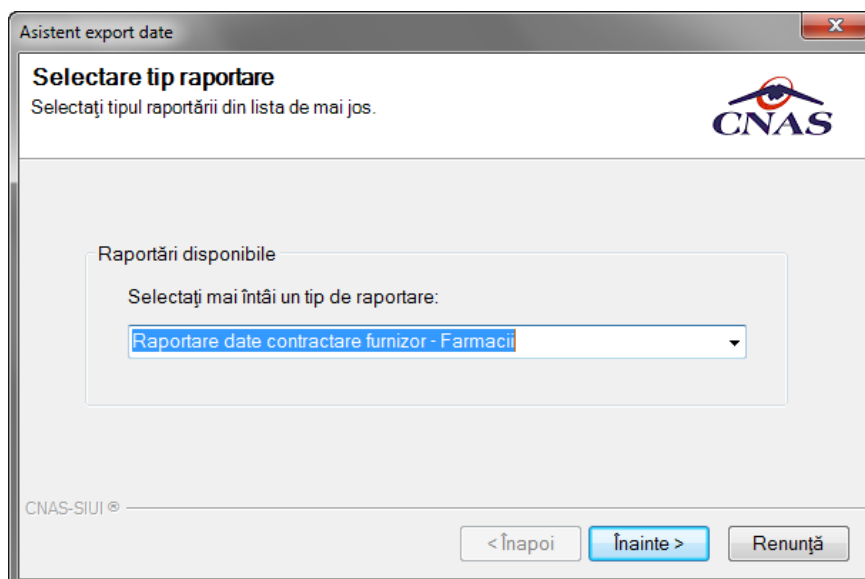 Asistent export date
Selectare tip raportare
Selectaţi tipul raportării din lista de mai jos.
CNAS
Raportări disponibile
Selectaţi mai întâi un tip de raportare:
Raportare date contractare furnizor - Farmacii
CNAS-SIUI ®
< Înapoi
Înainte >
Renunţă